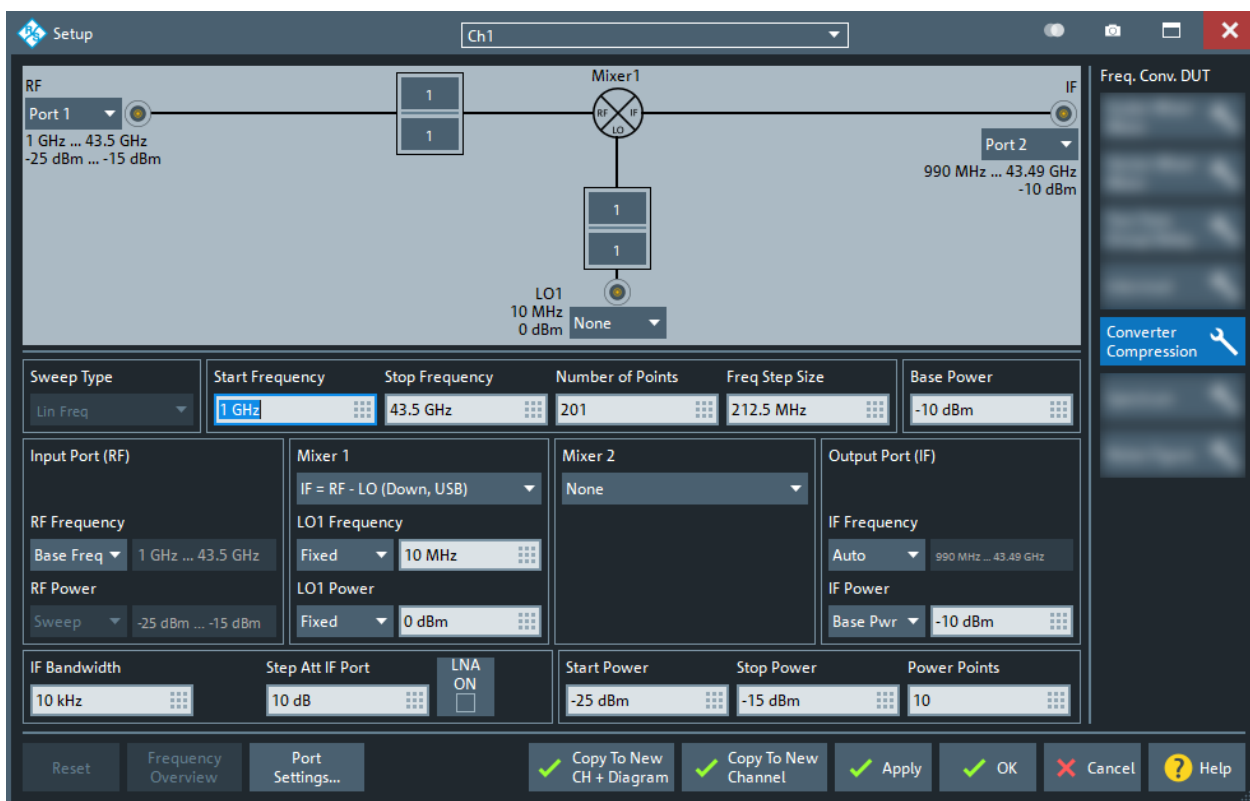 Setup
Ch1
RF
Port 1
1 GHz ... 43.5 GHz
-25 dBm ... -15 dBm
1
1
Mixer1
RF IF
LO
IF
Port 2
990 MHz ... 43.49 GHz
-10 dBm
1
1
LO1
10 MHz
0 dBm
None
Freq. Conv. DUT
Converter
Compression
Sweep Type
Lin Freq
Start Frequency
1 GHz
Stop Frequency
43.5 GHz
Number of Points
201
Freq Step Size
212.5 MHz
Base Power
-10 dBm
Input Port (RF)
RF Frequency
Base Freq
1 GHz ... 43.5 GHz
RF Power
Sweep
-25 dBm ... -15 dBm
Mixer 1
IF = RF - LO (Down, USB)
LO1 Frequency
Fixed
10 MHz
LO1 Power
Fixed
0 dBm
Mixer 2
None
Output Port (IF)
IF Frequency
Auto
990 MHz ... 43.49 GHz
IF Power
Base Pwr
-10 dBm
IF Bandwidth
10 kHz
Step Att IF Port
10 dB
LNA
ON
Start Power
-25 dBm
Stop Power
-15 dBm
Power Points
10
Reset
Frequency
Overview
Port
Settings...
Copy To New
CH + Diagram
Copy To New
Channel
Apply
OK
Cancel
Help